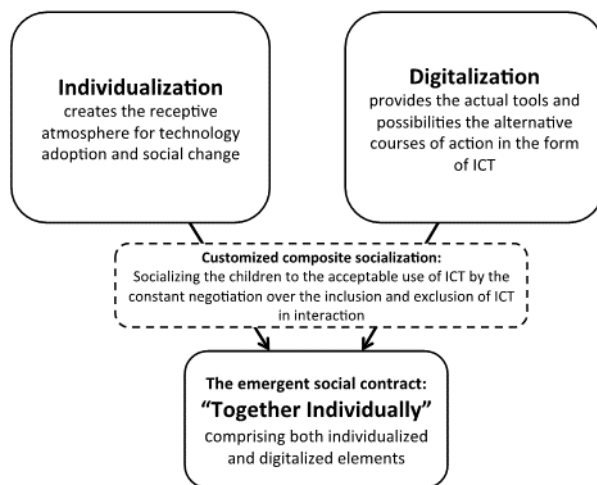 Individualization
creates the receptive
atmosphere for technology
adoption and social change
Digitalization
provides the actual tools and
possibilities the alternative
courses of action in the form
of ICT
Customized composite socialization:
Socializing the children to the acceptable use of ICT by the
constant negotiation over the inclusion and exclusion of ICT
in interaction
The emergent social contract:
“Together Individually”
comprising both individualized
and digitalized elements